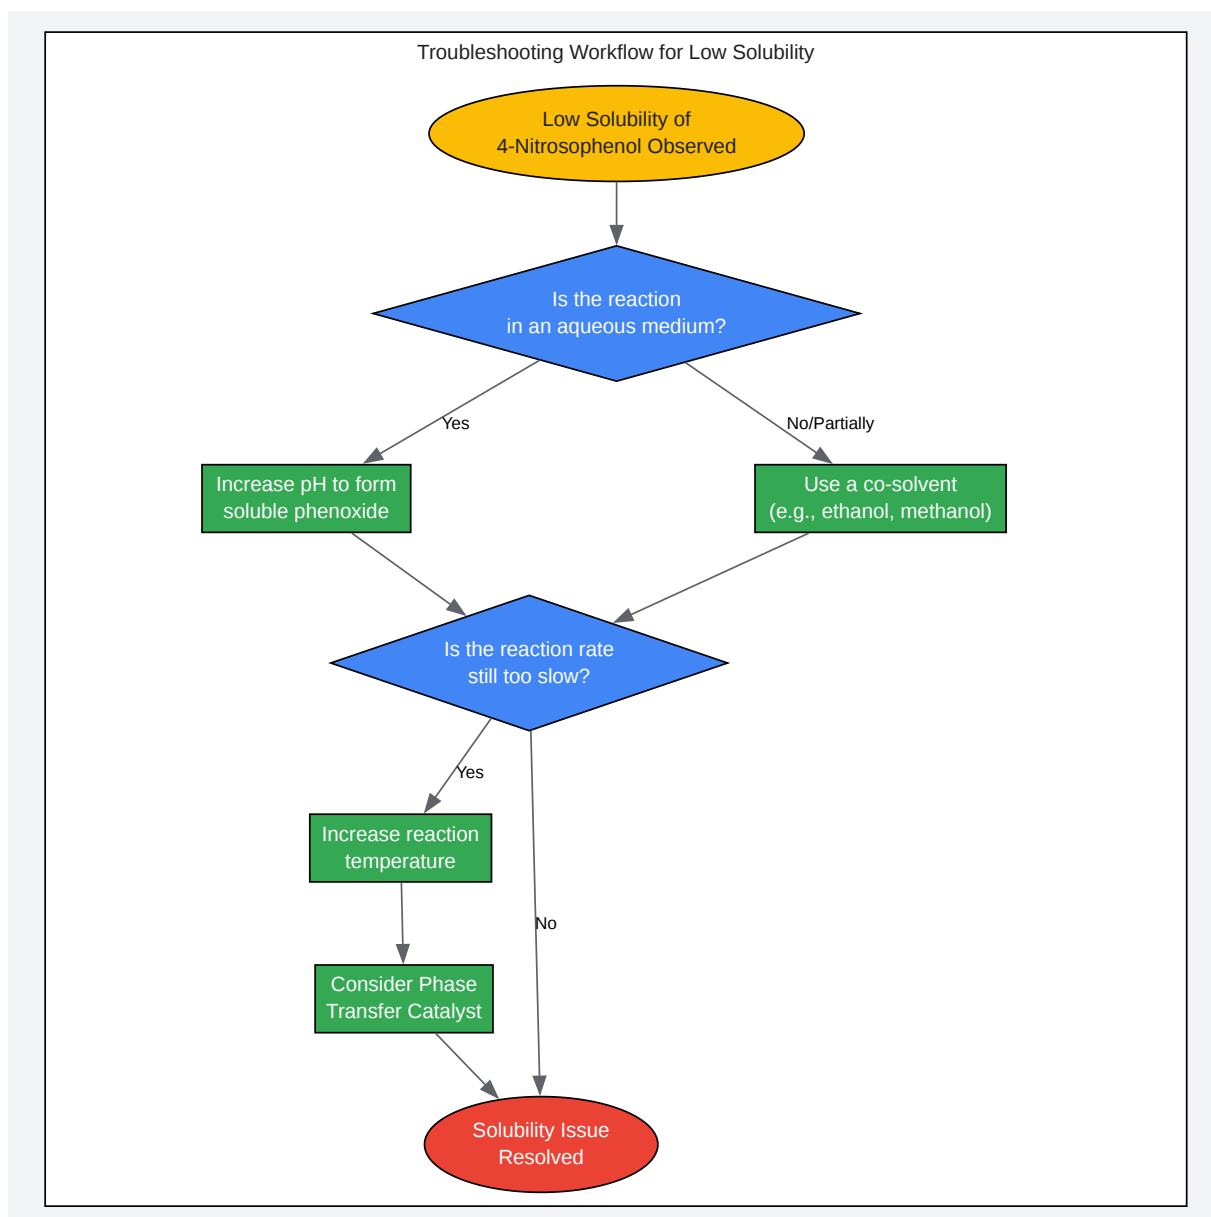 Troubleshooting Workflow for Low Solubility
Low Solubility of
4-Nitrosophenol Observed
Is the reaction
in an aqueous medium?
Yes
No/Partially
Increase pH to form
soluble phenoxide
Use a co-solvent
(e.g., ethanol, methanol)
Is the reaction rate
still too slow?
Yes
Increase reaction
temperature
No
Consider Phase
Transfer Catalyst
Solubility Issue
Resolved